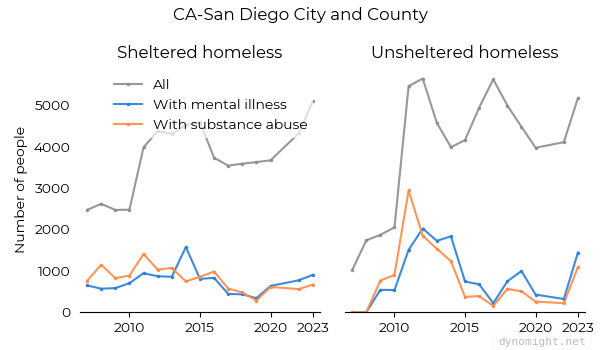 CA-San Diego City and County
Sheltered homeless
Unsheltered homeless
All
With mental illness
With substance abuse
Number of people
5000
4000
3000
2000
1000
0
2010
2015
2020
2023
2010
2015
2020
2023
dynomight.net